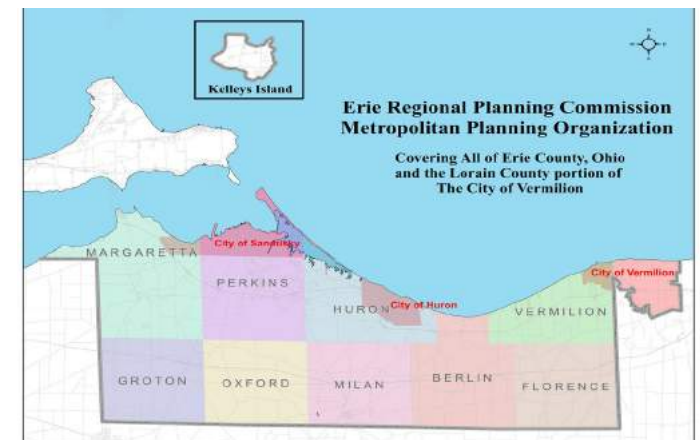 Kelleys Island
Erie Regional Planning Commission
Metropolitan Planning Organization
Covering All of Erie County, Ohio
and the Lorain County portion of
The City of Vermilion
City of Sandusky
MARGARETTA
City of Vermilion
PERKINS
HURON
City of Huron
VERMILION
GROTON
OXFORD
MILAN
BERLIN
FLORENCE